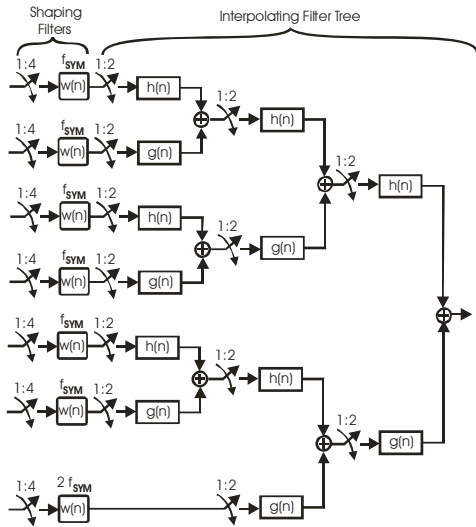 Shaping
Filters
Interpolating Filter Tree
1:4 fSYM 1:2
w(n) h(n) 1:2 h(n)
1:4 fSYM 1:2
w(n) g(n) 1:2 h(n)
1:4 fSYM 1:2
w(n) h(n) 1:2 g(n)
1:4 fSYM 1:2
w(n) g(n)
1:4 fSYM 1:2
w(n) h(n) 1:2 h(n)
1:4 fSYM 1:2
w(n) g(n) 1:2 g(n)
1:4 2 fSYM 1:2
w(n) g(n)